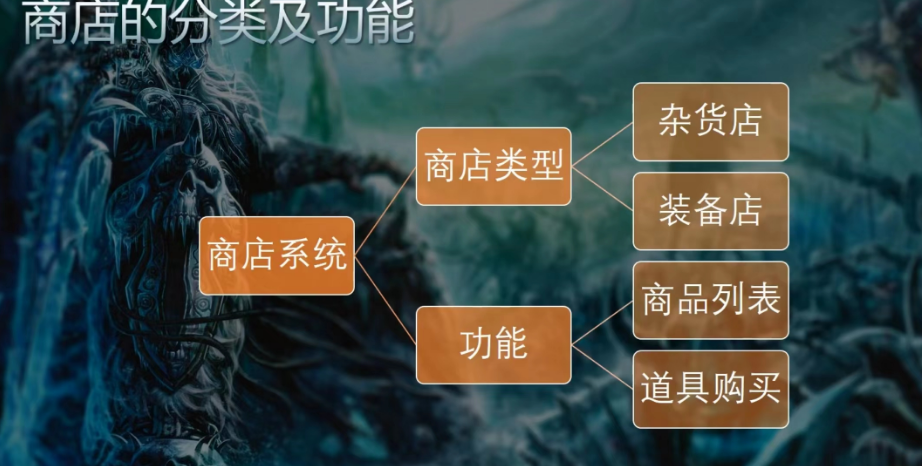 商店的分类及功能
商店系统
商店类型
杂货店
装备店
功能
商品列表
道具购买